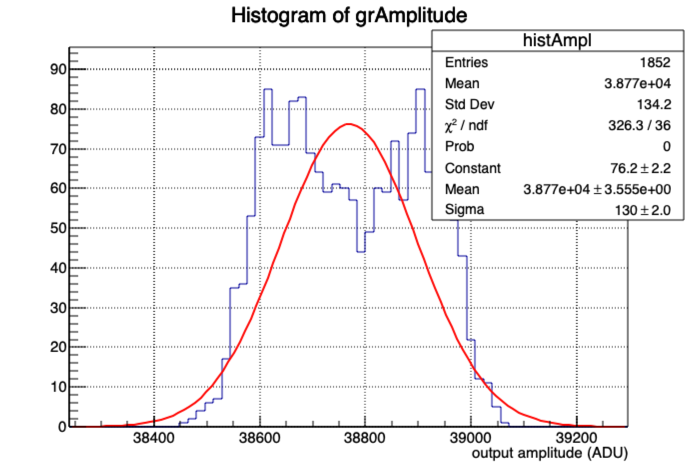 Histogram of grAmplitude
histAmpl
Entries 1852
Mean 3.877e+04
Std Dev 134.2
χ² / ndf 326.3 / 36
Prob 0
Constant 76.2 ± 2.2
Mean 3.877e+04 ± 3.555e+00
Sigma 130 ± 2.0
90
80
70
60
50
40
30
20
10
0
38400 38600 38800 39000 39200
output amplitude (ADU)